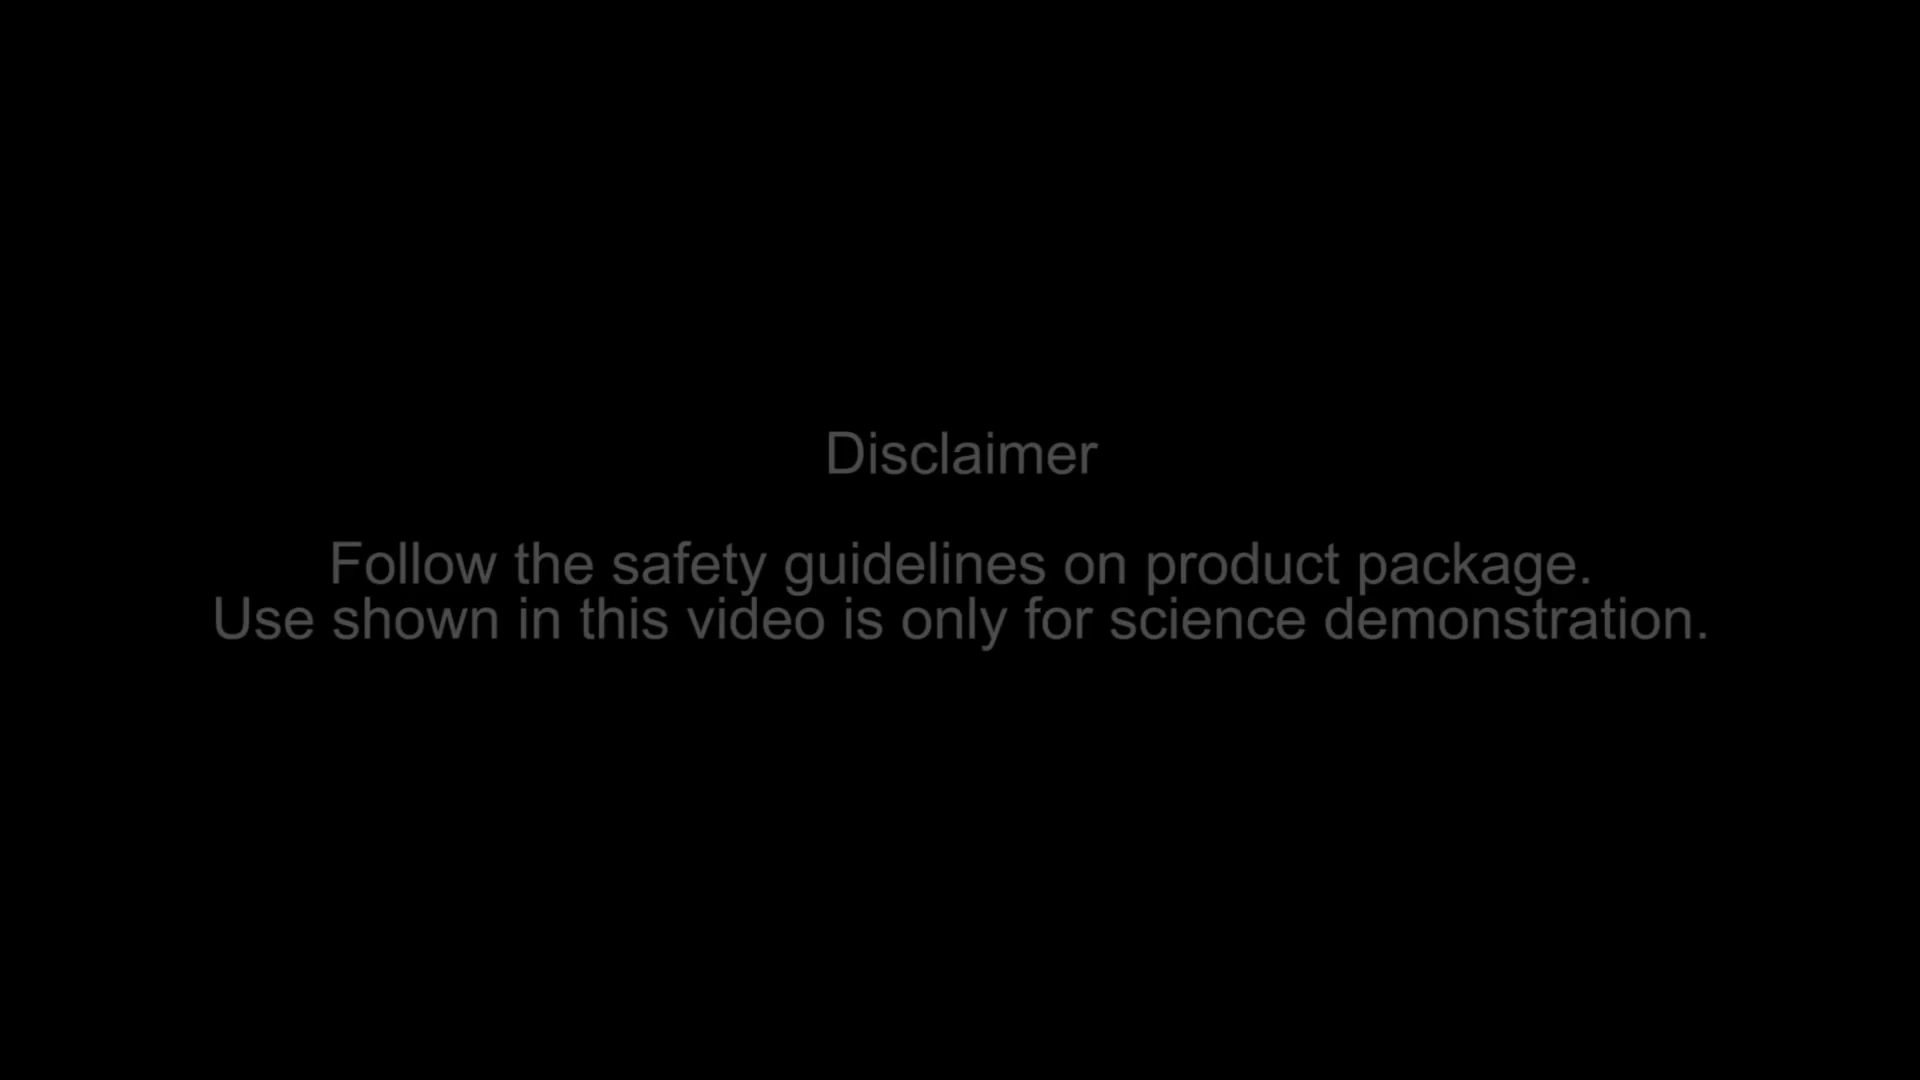 Disclaimer
Follow the safety guidelines on product package.
Use shown in this video is only for science demonstration.